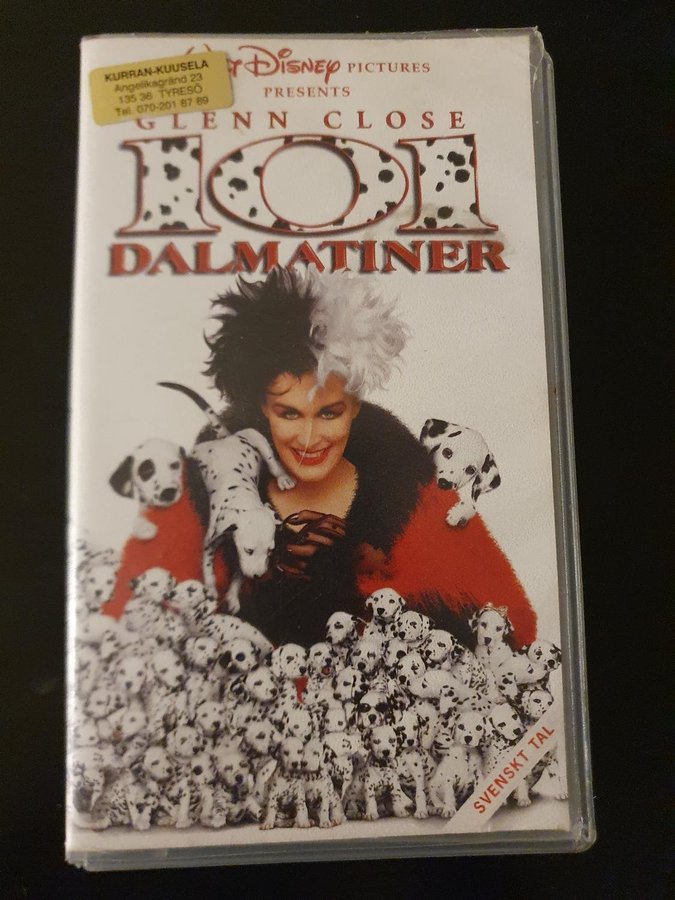 KURRAN-KUUSELA
Angelikagränd 23
135 36 TYRESÖ
Tel. 070-201 87 89
WALT DISNEY PICTURES
PRESENTS
GLENN CLOSE
101
DALMATINER
SVENSKT TAL